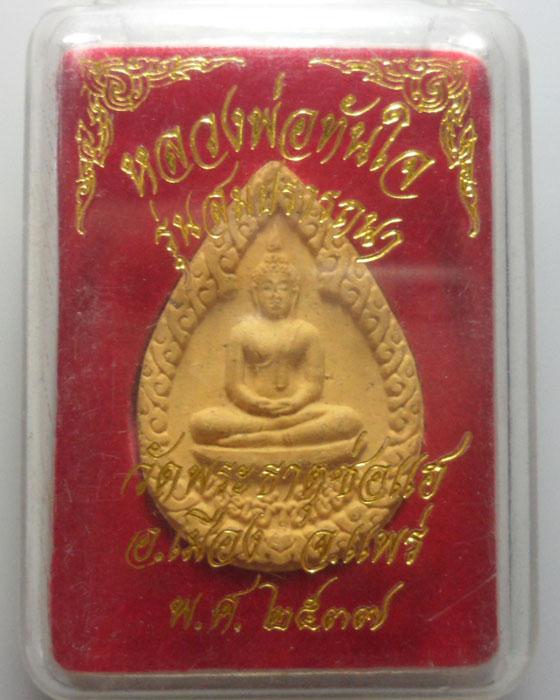 หลวงพ่อทันใจ
รุ่นสมปรารถนา
วัดพระธาตุช่อแฮ
อ.เมือง จ.แพร่
พ.ศ. ๒๕๓๗